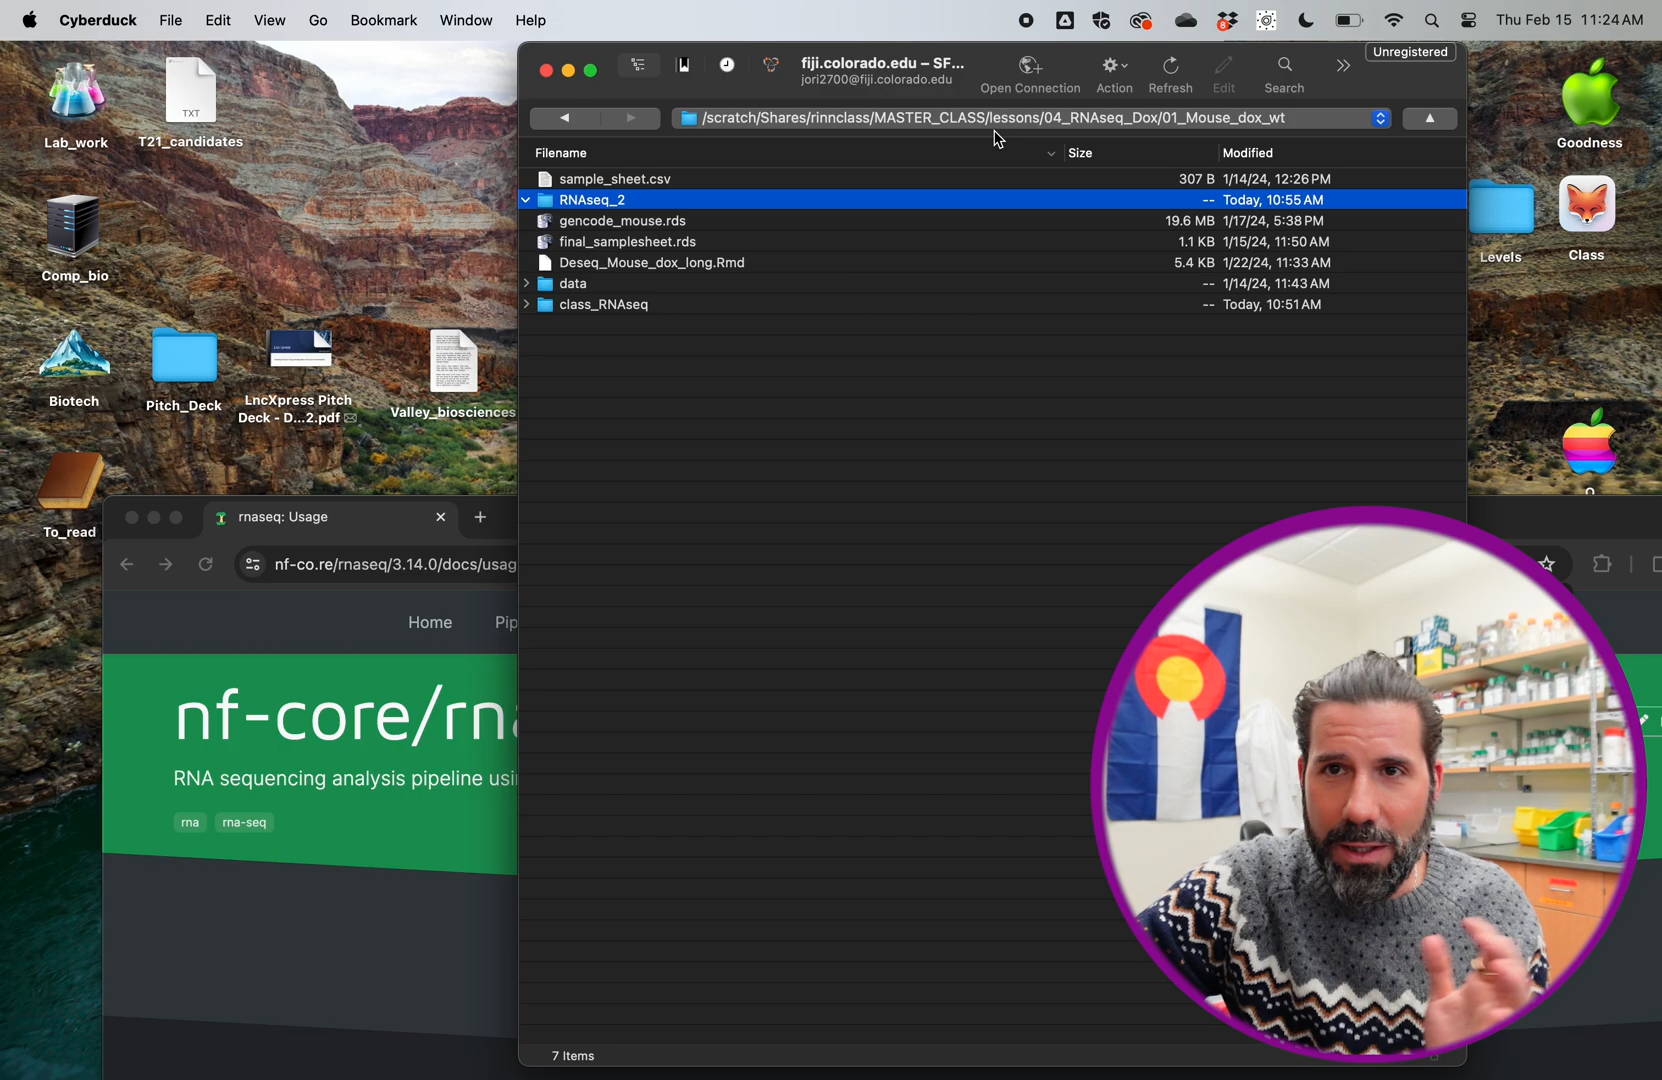 Cyberduck File Edit View Go Bookmark Window Help
8
Thu Feb 15 11:24 AM
Unregistered
fiji.colorado.edu – SF...
jori2700@fiji.colorado.edu
Open Connection
Action
Refresh
Edit
Search
/scratch/Shares/rinnclass/MASTER_CLASS/lessons/04_RNAseq_Dox/01_Mouse_dox_wt
Filename Size Modified
sample_sheet.csv 307 B 1/14/24, 12:26 PM
RNAseq_2 -- Today, 10:55 AM
gencode_mouse.rds 19.6 MB 1/17/24, 5:38 PM
final_samplesheet.rds 1.1 KB 1/15/24, 11:50 AM
Deseq_Mouse_dox_long.Rmd 5.4 KB 1/22/24, 11:33 AM
data -- 1/14/24, 11:43 AM
class_RNAseq -- Today, 10:51 AM
7 Items
TXT
Lab_work
T21_candidates
Comp_bio
Biotech
Pitch_Deck
LncXpress Pitch
Deck - D...2.pdf
Valley_biosciences
To_read
Goodness
Levels
Class
rnaseq: Usage
nf-co.re/rnaseq/3.14.0/docs/usag
Home
Pip
nf-core/rna
RNA sequencing analysis pipeline usi
rna
rna-seq